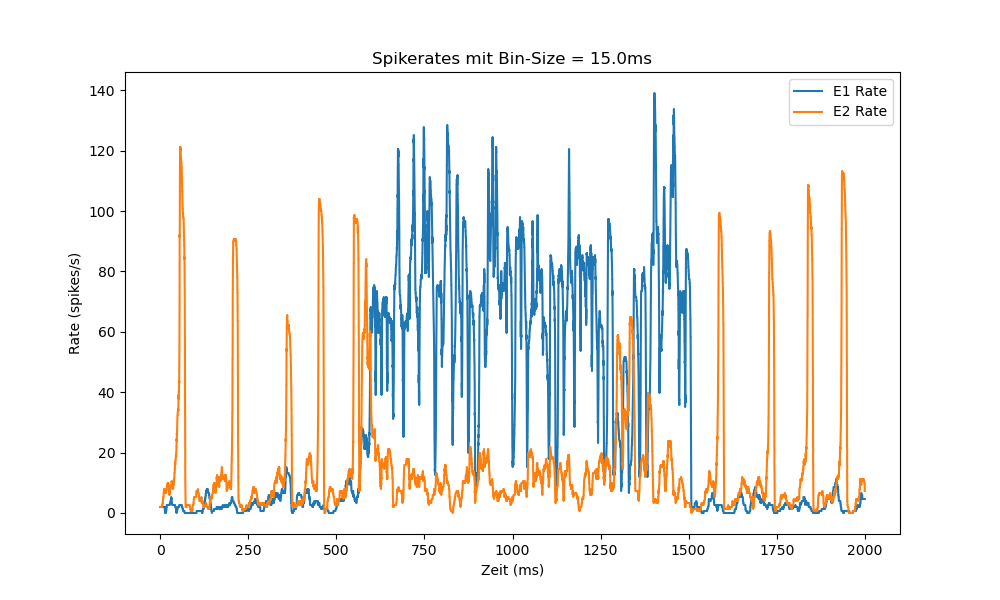 Spikerates mit Bin-Size = 15.0ms
E1 Rate
E2 Rate
Rate (spikes/s)
140
120
100
80
60
40
20
0
0 250 500 750 1000 1250 1500 1750 2000
Zeit (ms)